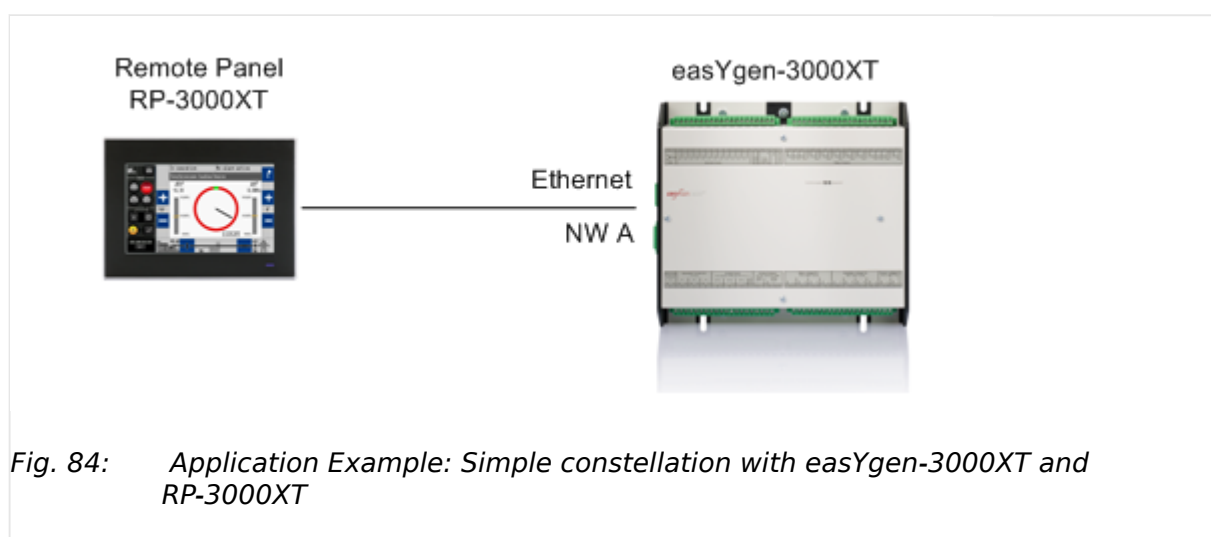 Remote Panel
RP-3000XT
easYgen-3000XT
Ethernet
NW A
Fig. 84: Application Example: Simple constellation with easYgen-3000XT and
RP-3000XT